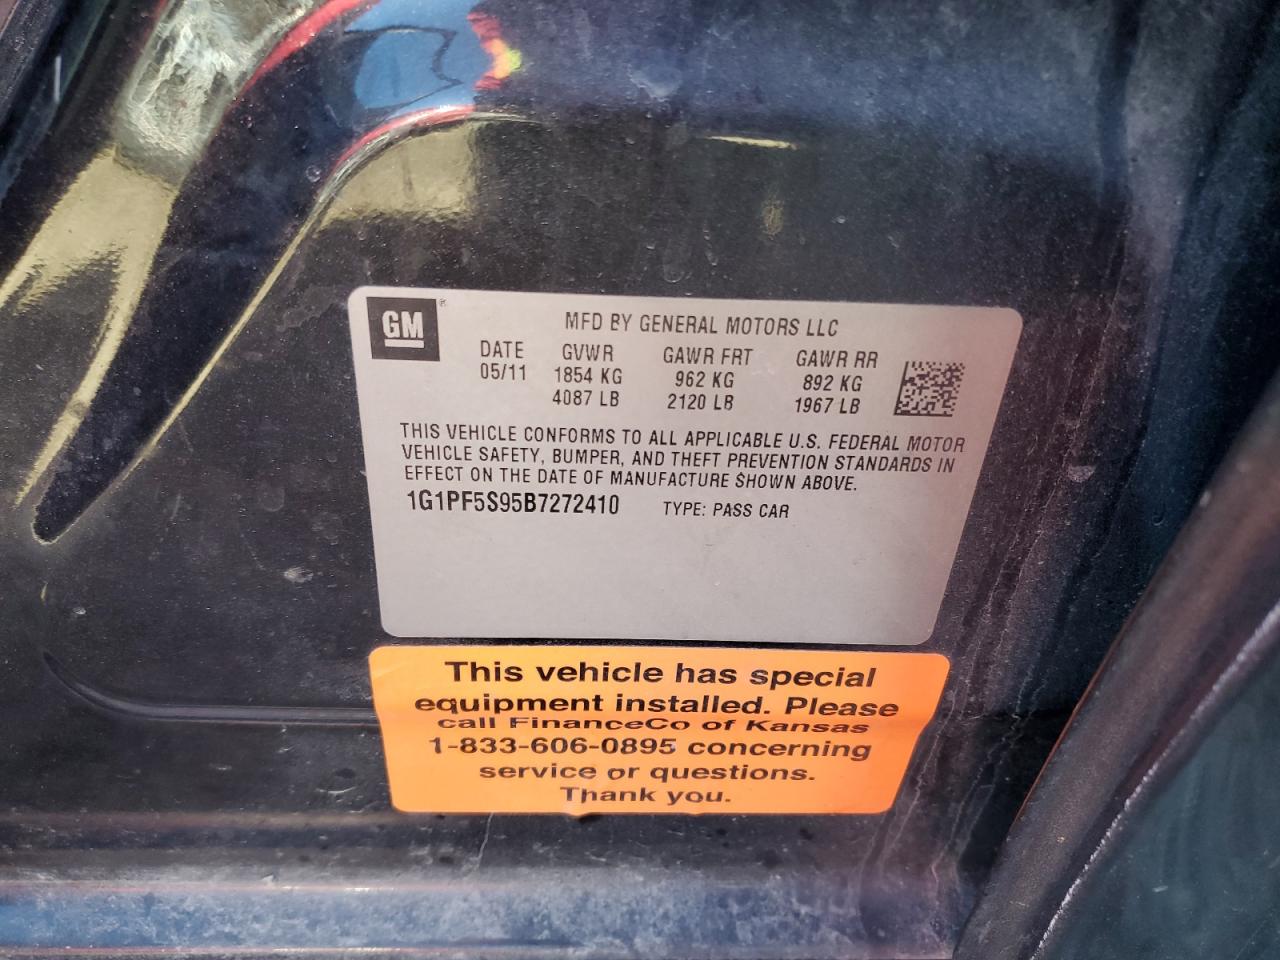 GM®
MFD BY GENERAL MOTORS LLC
DATE GVWR GAWR FRT GAWR RR
05/11 1854 KG 962 KG 892 KG
4087 LB 2120 LB 1967 LB
THIS VEHICLE CONFORMS TO ALL APPLICABLE U.S. FEDERAL MOTOR
VEHICLE SAFETY, BUMPER, AND THEFT PREVENTION STANDARDS IN
EFFECT ON THE DATE OF MANUFACTURE SHOWN ABOVE.
1G1PF5S95B7272410 TYPE: PASS CAR
This vehicle has special
equipment installed. Please
call FinanceCo of Kansas
1-833-606-0895 concerning
service or questions.
Thank you.